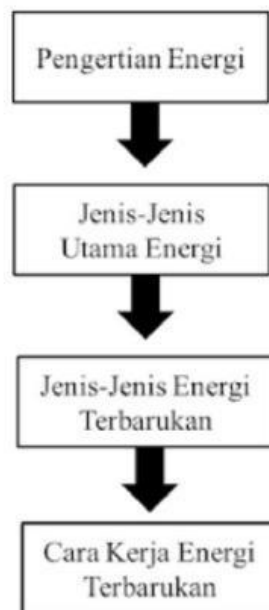 Pengertian Energi
Jenis-Jenis
Utama Energi
Jenis-Jenis Energi
Terbarukan
Cara Kerja Energi
Terbarukan